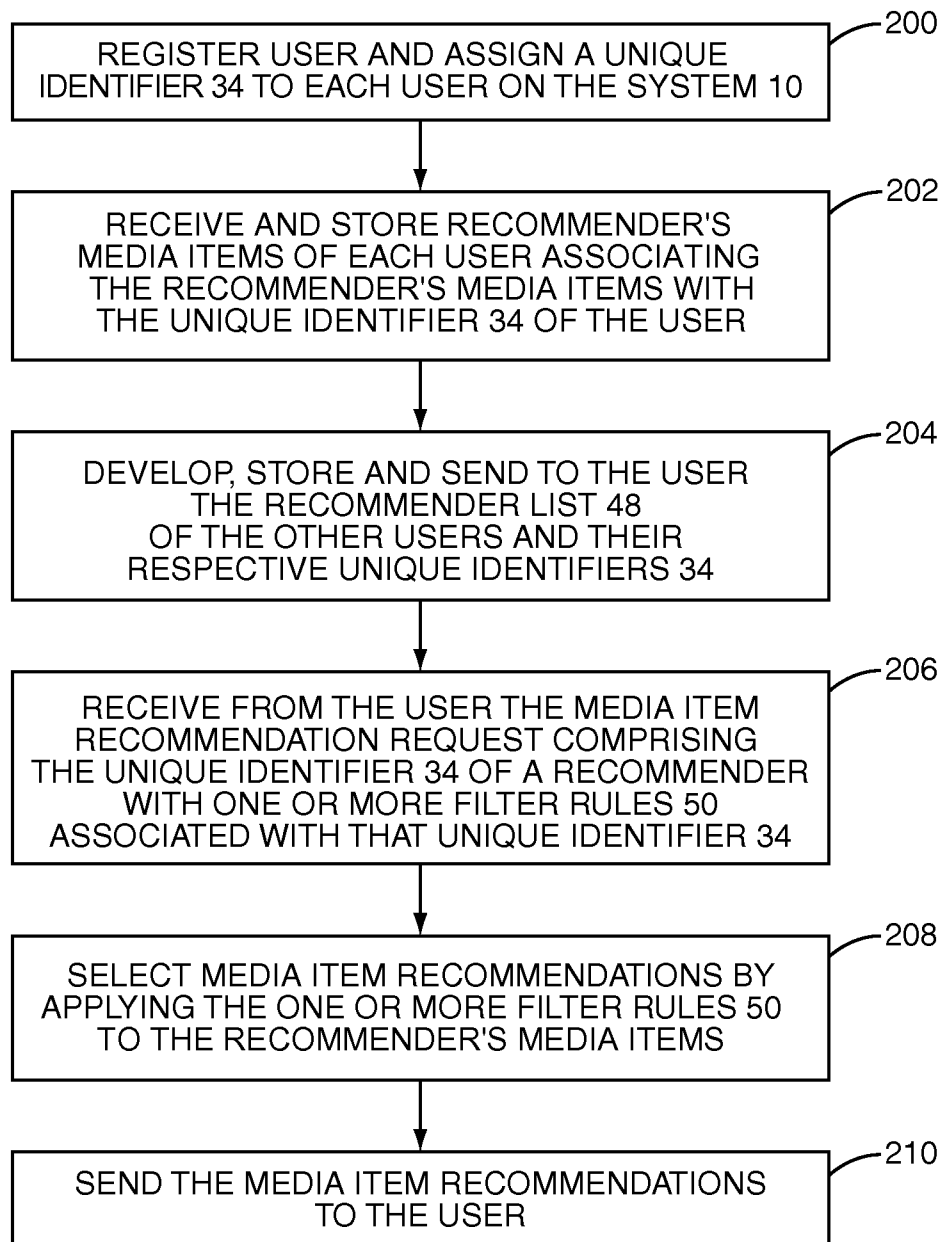 200
REGISTER USER AND ASSIGN A UNIQUE
IDENTIFIER 34 TO EACH USER ON THE SYSTEM 10
202
RECEIVE AND STORE RECOMMENDER'S
MEDIA ITEMS OF EACH USER ASSOCIATING
THE RECOMMENDER'S MEDIA ITEMS WITH
THE UNIQUE IDENTIFIER 34 OF THE USER
204
DEVELOP, STORE AND SEND TO THE USER
THE RECOMMENDER LIST 48
OF THE OTHER USERS AND THEIR
RESPECTIVE UNIQUE IDENTIFIERS 34
206
RECEIVE FROM THE USER THE MEDIA ITEM
RECOMMENDATION REQUEST COMPRISING
THE UNIQUE IDENTIFIER 34 OF A RECOMMENDER
WITH ONE OR MORE FILTER RULES 50
ASSOCIATED WITH THAT UNIQUE IDENTIFIER 34
208
SELECT MEDIA ITEM RECOMMENDATIONS BY
APPLYING THE ONE OR MORE FILTER RULES 50
TO THE RECOMMENDER'S MEDIA ITEMS
210
SEND THE MEDIA ITEM RECOMMENDATIONS
TO THE USER